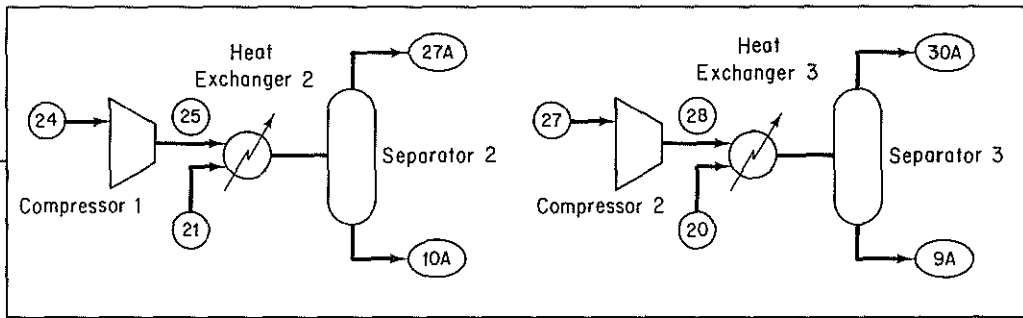 Heat
Exchanger 2
27A
24
25
Separator 2
Compressor 1
21
10A
Heat
Exchanger 3
30A
27
28
Separator 3
Compressor 2
20
9A